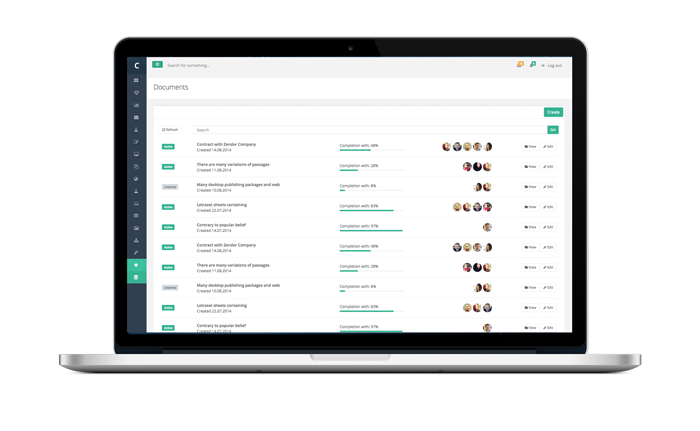 C
Search for something...
Log out
Documents
Create
Refresh
Search
Go!
Active
Contract with Zender Company
Created 14.08.2014
Completion with: 48%
View
Edit
Active
There are many variations of passages
Created 11.08.2014
Completion with: 28%
View
Edit
Many desktop publishing packages and web
Created 10.08.2014
Completion with: 8%
View
Edit
Active
Letraset sheets containing
Created 22.07.2014
Completion with: 83%
View
Edit
Active
Contrary to popular belief
Created 14.07.2014
Completion with: 97%
View
Edit
Active
Contract with Zender Company
Created 14.08.2014
Completion with: 48%
View
Edit
Active
There are many variations of passages
Created 11.08.2014
Completion with: 28%
View
Edit
Many desktop publishing packages and web
Created 10.08.2014
Completion with: 8%
View
Edit
Active
Letraset sheets containing
Created 22.07.2014
Completion with: 83%
View
Edit
Active
Contrary to popular belief
Created 14.07.2014
Completion with: 97%
View
Edit